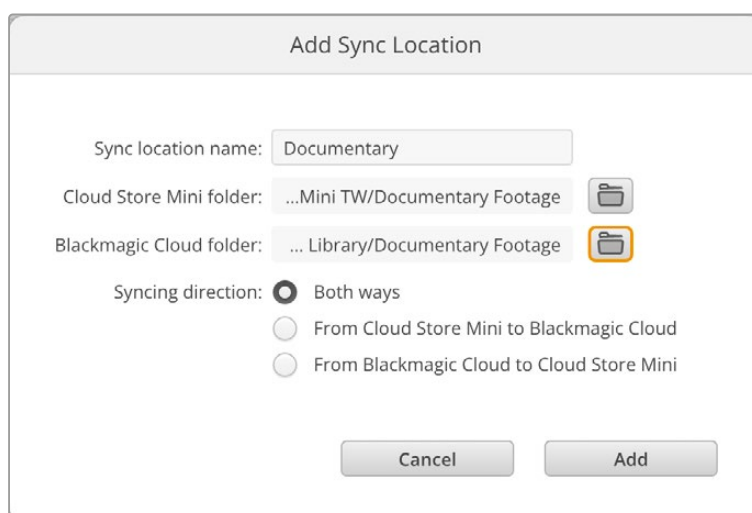 Add Sync Location
Sync location name: Documentary
Cloud Store Mini folder: ...Mini TW/Documentary Footage
Blackmagic Cloud folder: ... Library/Documentary Footage
Syncing direction: Both ways
From Cloud Store Mini to Blackmagic Cloud
From Blackmagic Cloud to Cloud Store Mini
Cancel Add